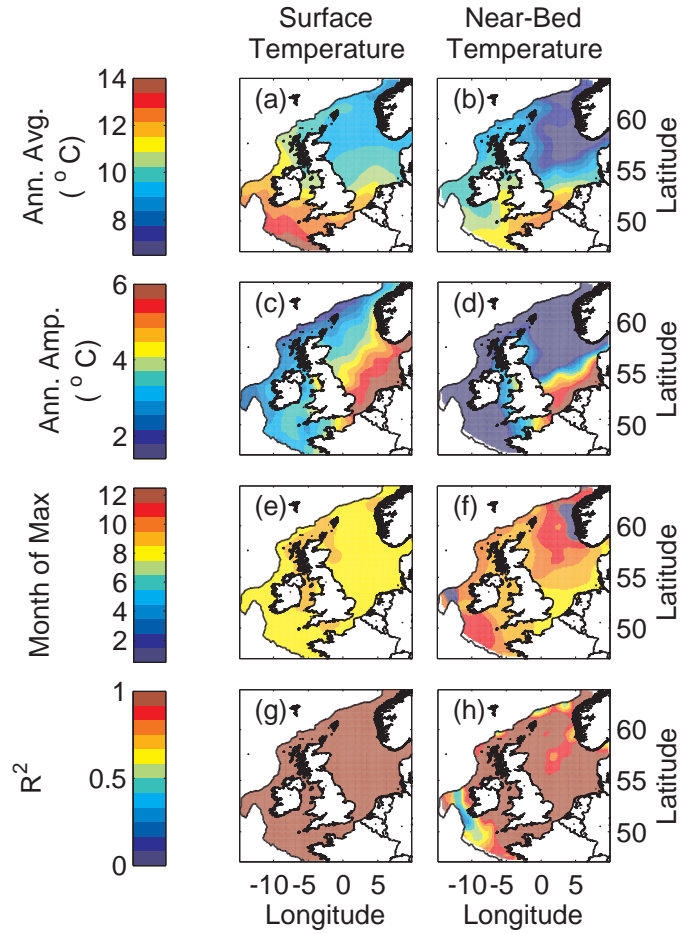 Surface Temperature
Near-Bed Temperature
Ann. Avg. ( ° C)
14
12
10
8
(a)
(b)
60
55
50
Latitude
Ann. Amp. ( ° C)
6
4
2
(c)
(d)
60
55
50
Latitude
Month of Max
12
10
8
6
4
2
(e)
(f)
60
55
50
Latitude
R²
1
0.5
0
(g)
(h)
60
55
50
Latitude
-10 -5 0 5
Longitude
-10 -5 0 5
Longitude